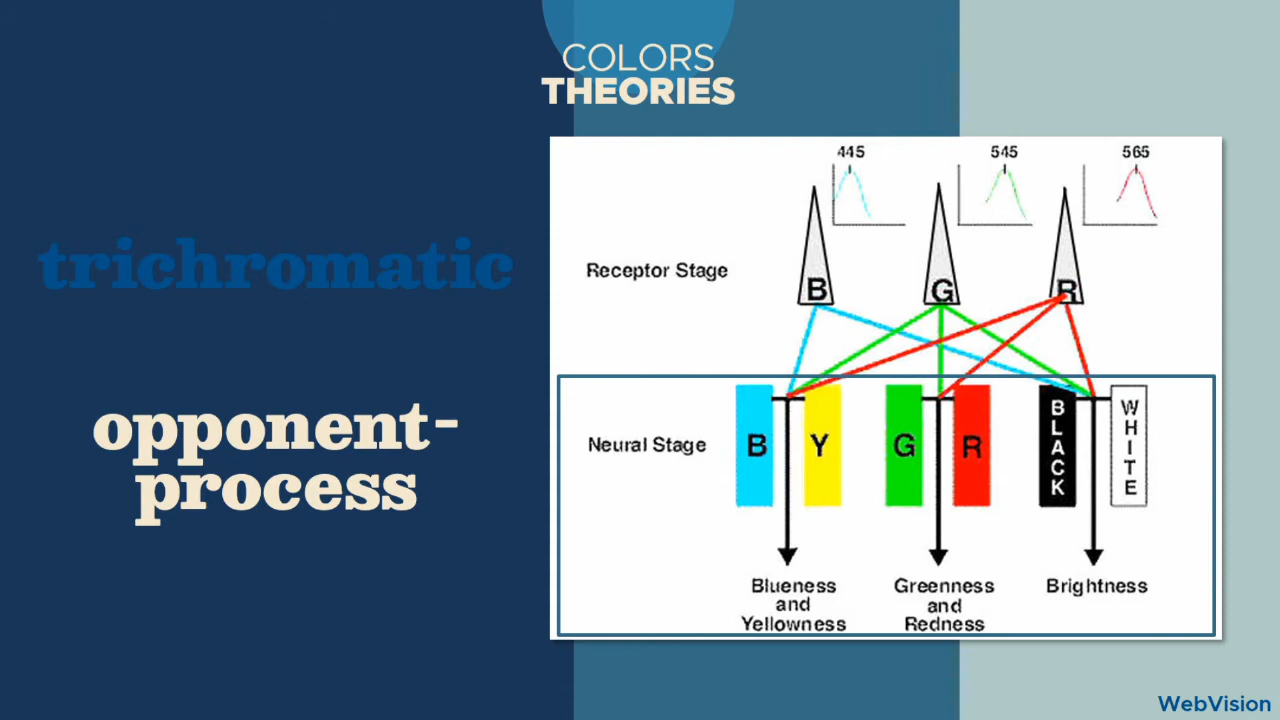 COLORS
THEORIES
trichromatic
opponent-
process
445
545
565
Receptor Stage
B
G
R
Neural Stage
B
Y
G
R
BLACK
WHITE
Blueness
and
Yellowness
Greenness
and
Redness
Brightness
WebVision